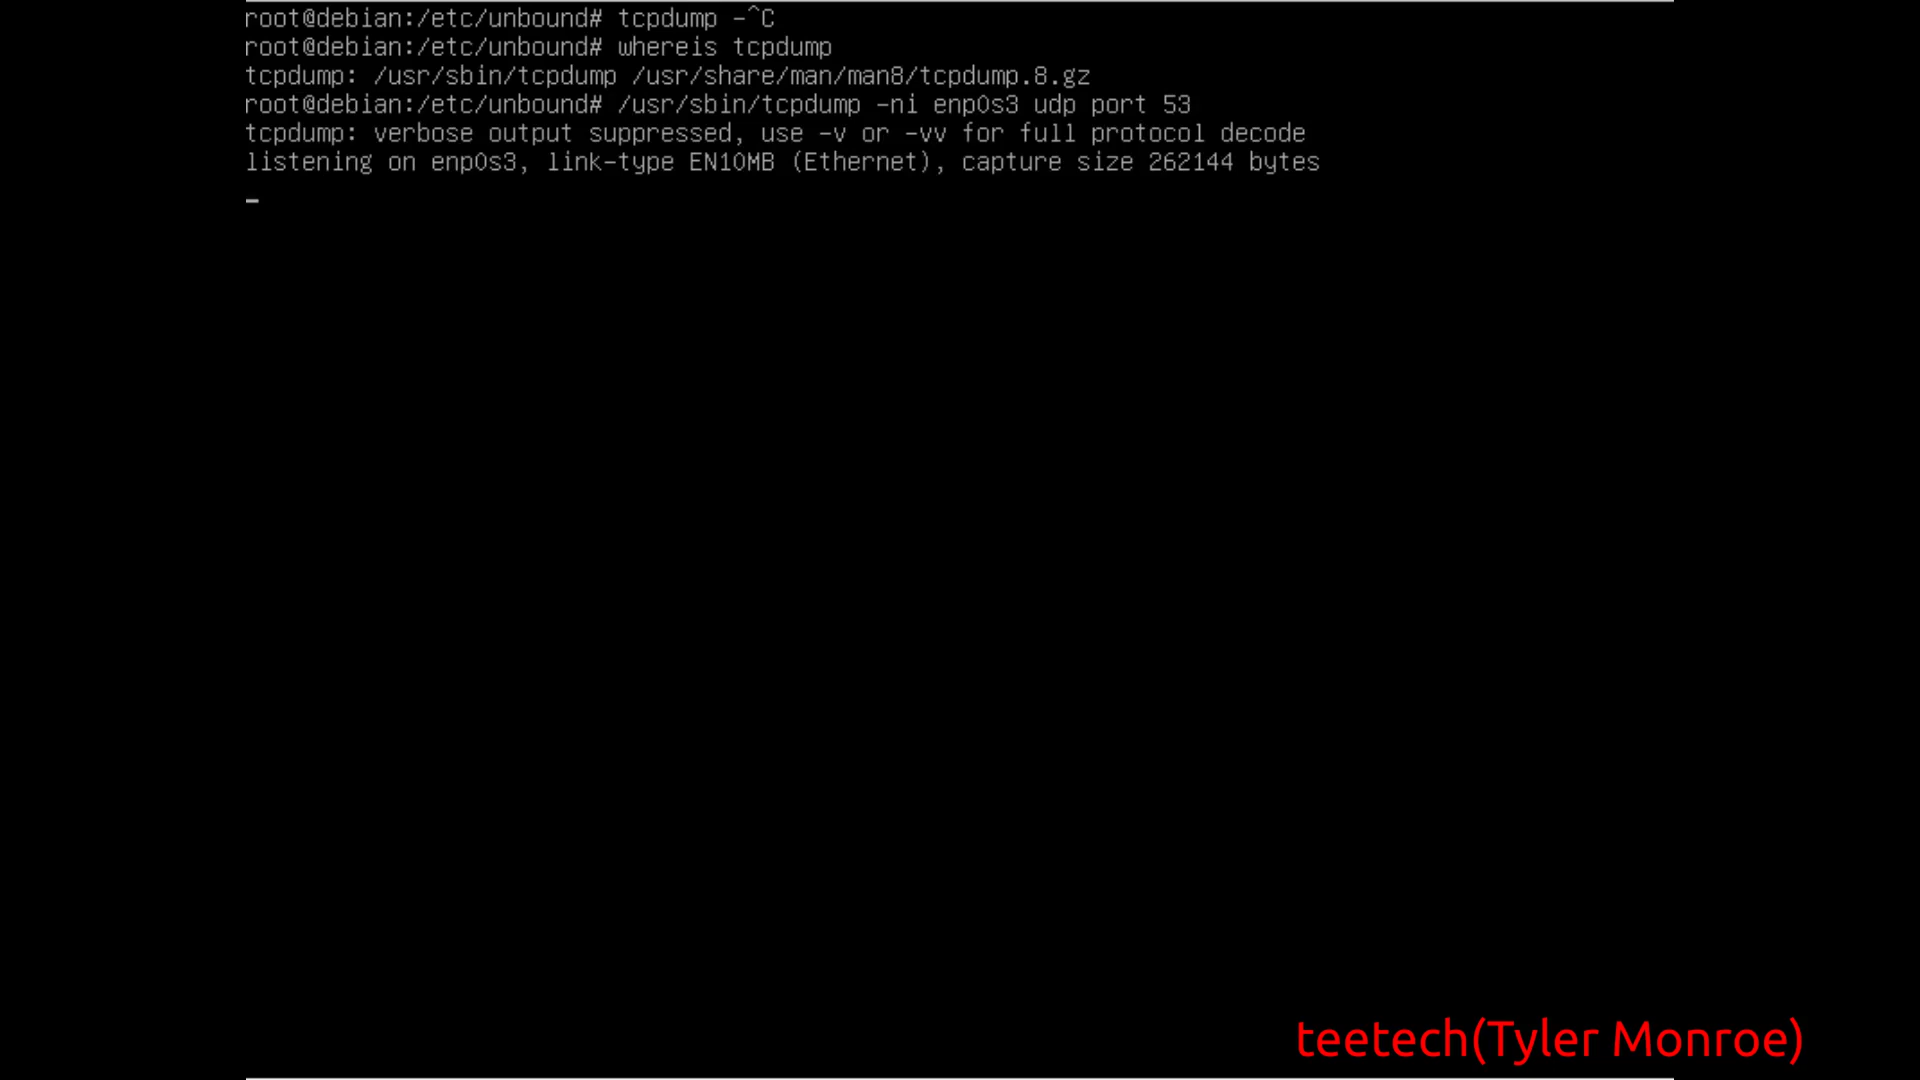 root@debian:/etc/unbound# tcpdump -^C
root@debian:/etc/unbound# whereis tcpdump
tcpdump: /usr/sbin/tcpdump /usr/share/man/man8/tcpdump.8.gz
root@debian:/etc/unbound# /usr/sbin/tcpdump -ni enp0s3 udp port 53
tcpdump: verbose output suppressed, use -v or -vv for full protocol decode
listening on enp0s3, link-type EN10MB (Ethernet), capture size 262144 bytes
teetech(Tyler Monroe)